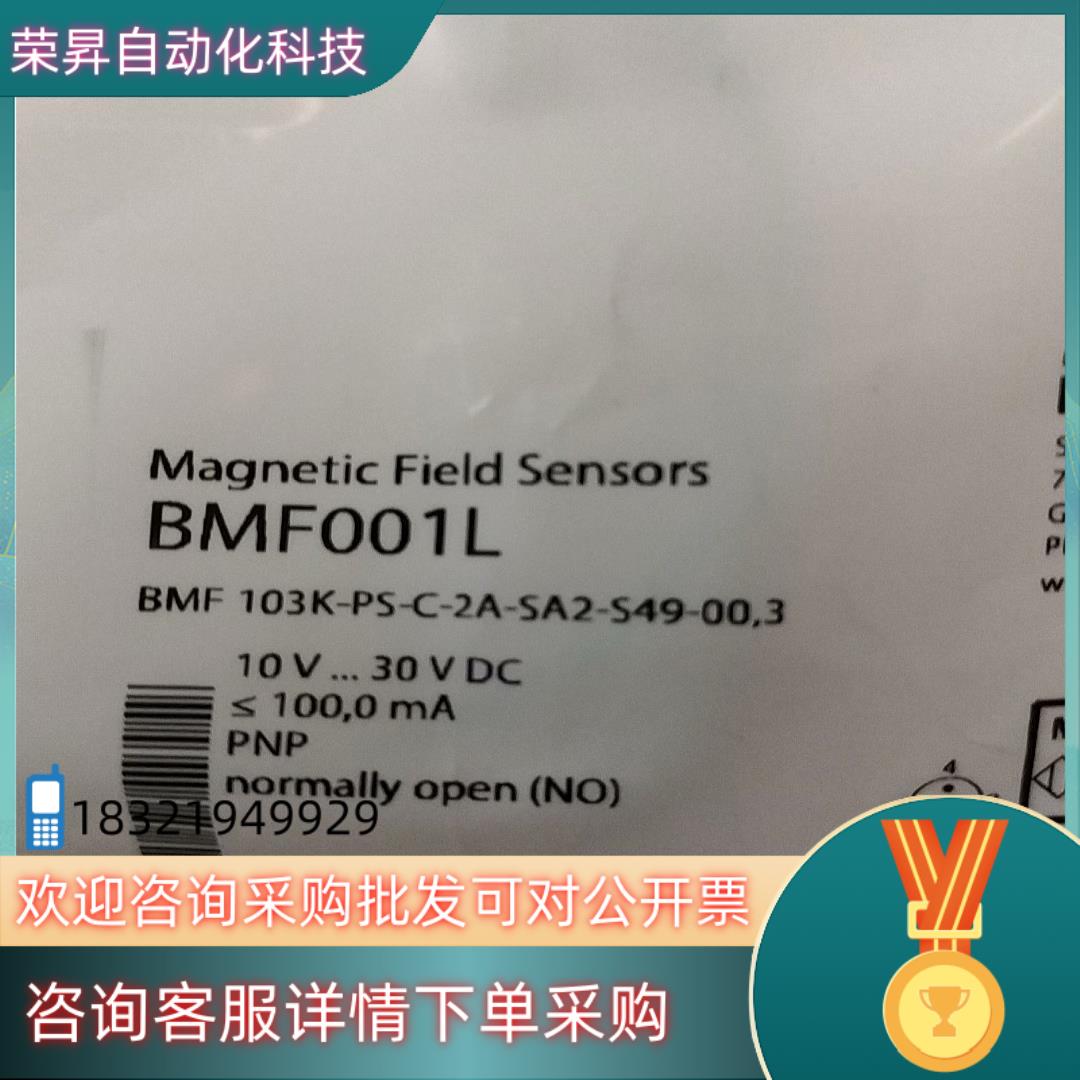 荣昇自动化科技
Magnetic Field Sensors
BMF001L
BMF 103K-PS-C-2A-SA2-S49-00,3
10 V ... 30 V DC
≤ 100,0 mA
PNP
normally open (NO)
4
18321949929
欢迎咨询采购批发可对公开票
咨询客服详情下单采购